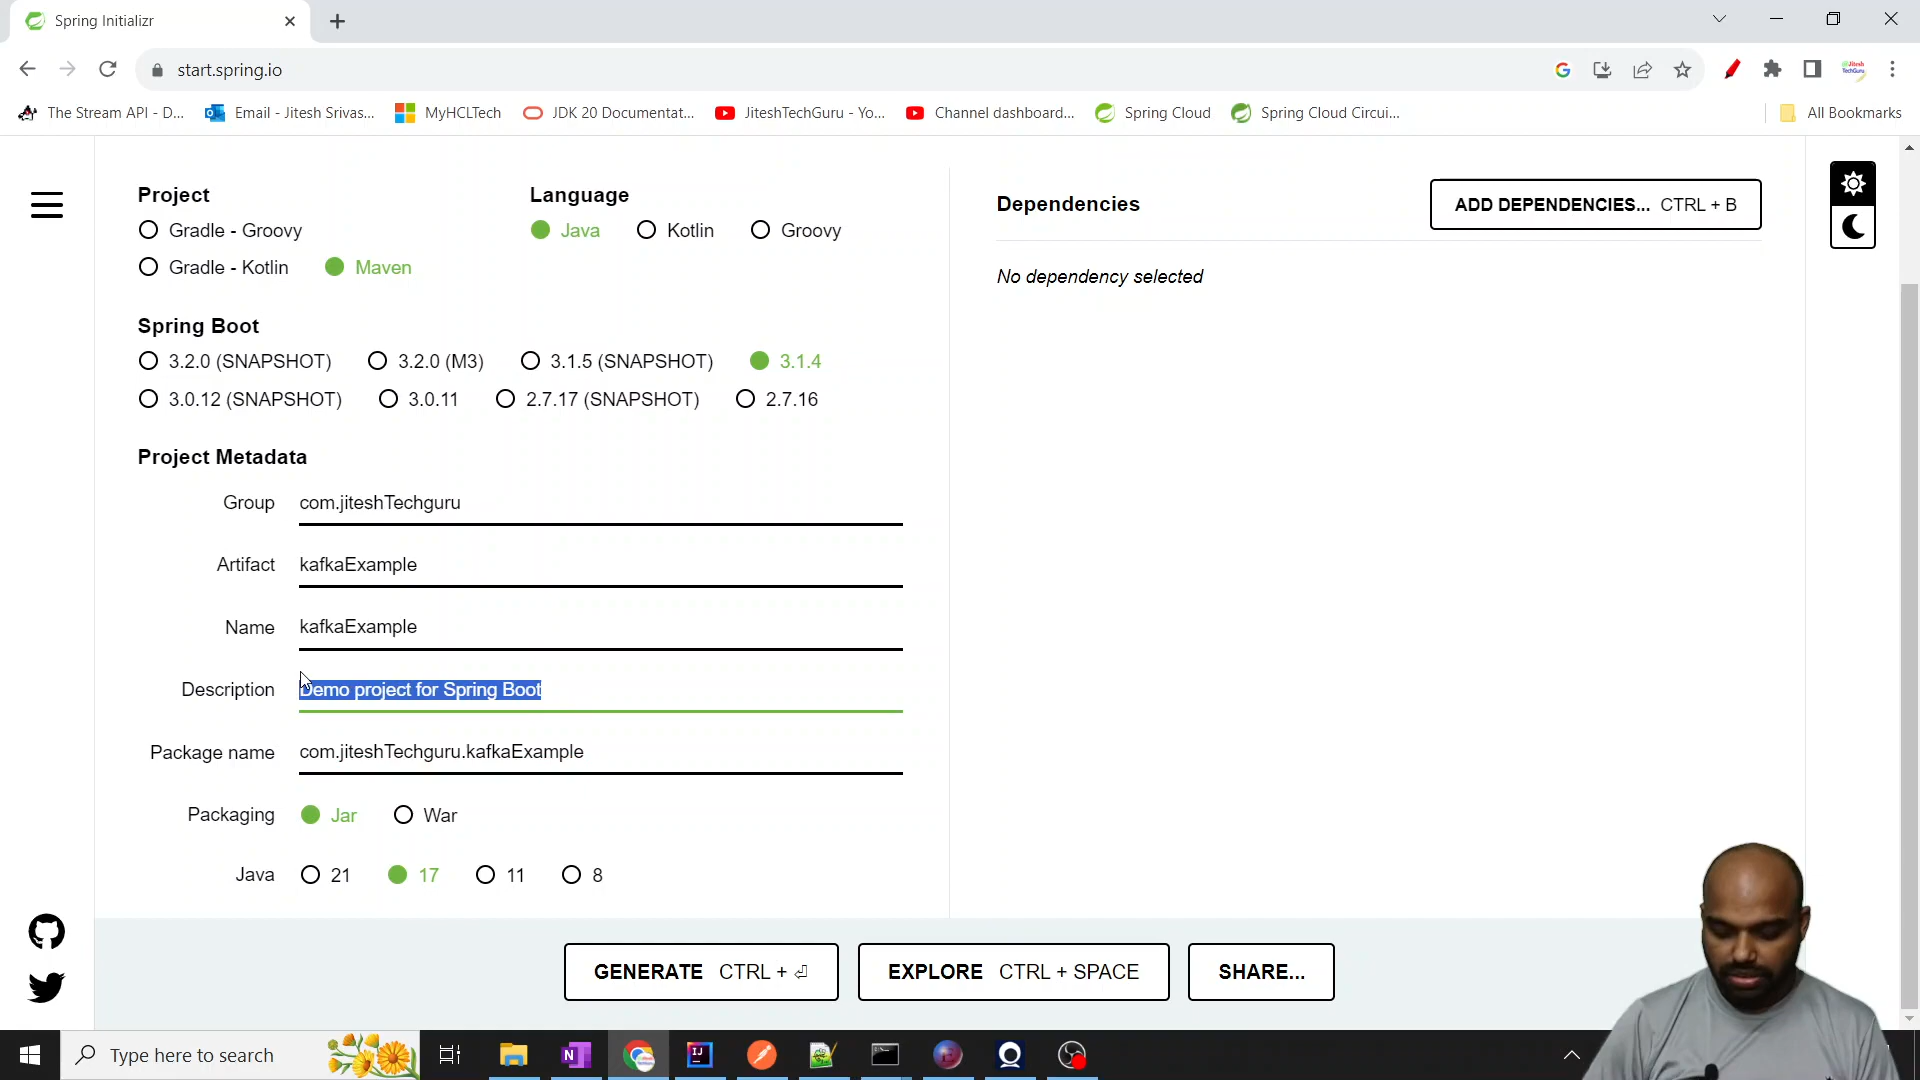 Spring Initializr
start.spring.io
The Stream API - D...
Email - Jitesh Srivas...
MyHCLTech
JDK 20 Documentat...
JiteshTechGuru - Yo...
Channel dashboard...
Spring Cloud
Spring Cloud Circui...
All Bookmarks
Project
Gradle - Groovy
Gradle - Kotlin
Maven
Language
Java
Kotlin
Groovy
Spring Boot
3.2.0 (SNAPSHOT)
3.2.0 (M3)
3.1.5 (SNAPSHOT)
3.1.4
3.0.12 (SNAPSHOT)
3.0.11
2.7.17 (SNAPSHOT)
2.7.16
Project Metadata
Group com.jiteshTechguru
Artifact kafkaExample
Name kafkaExample
Description Demo project for Spring Boot
Package name com.jiteshTechguru.kafkaExample
Packaging Jar War
Java 21 17 11 8
Dependencies
ADD DEPENDENCIES... CTRL + B
No dependency selected
GENERATE CTRL + ⏎
EXPLORE CTRL + SPACE
SHARE...
Type here to search